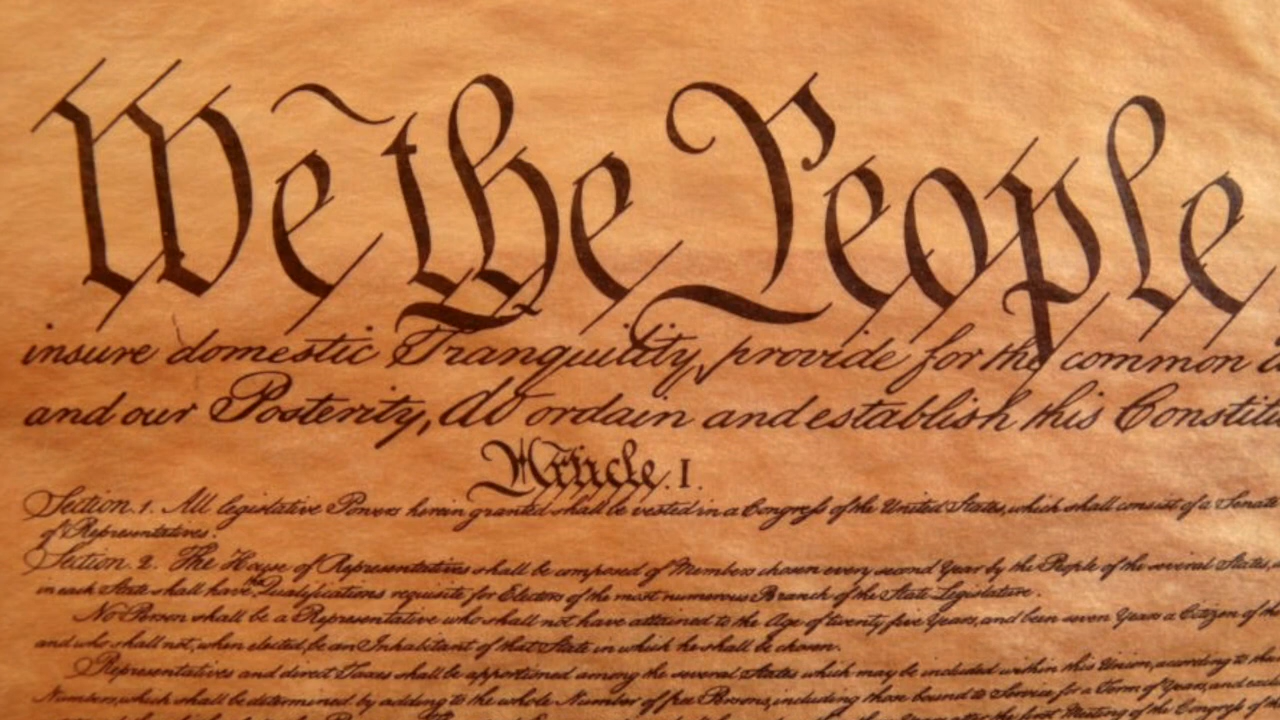 We the People
insure domestic Tranquility, provide for the common
and our Posterity, do ordain and establish this Constitu
Article. I.
Section. 1. All legislative Powers herein granted shall be vested in a Congress of the United States, which shall consist of a Senate
of Representatives.
Section. 2. The House of Representatives shall be composed of Members chosen every second Year by the People of the several States,
in each State shall have the Qualifications requisite for Electors of the most numerous Branch of the State Legislature.
No Person shall be a Representative who shall not have attained to the Age of twenty five Years, and been seven Years a Citizen of the
and who shall not, when elected, be an Inhabitant of that State in which he shall be chosen.
Representatives and direct Taxes shall be apportioned among the several States which may be included within this Union, according to their
Numbers, which shall be determined by adding to the whole Number of free Persons, including those bound to Service for a Term of Years, and